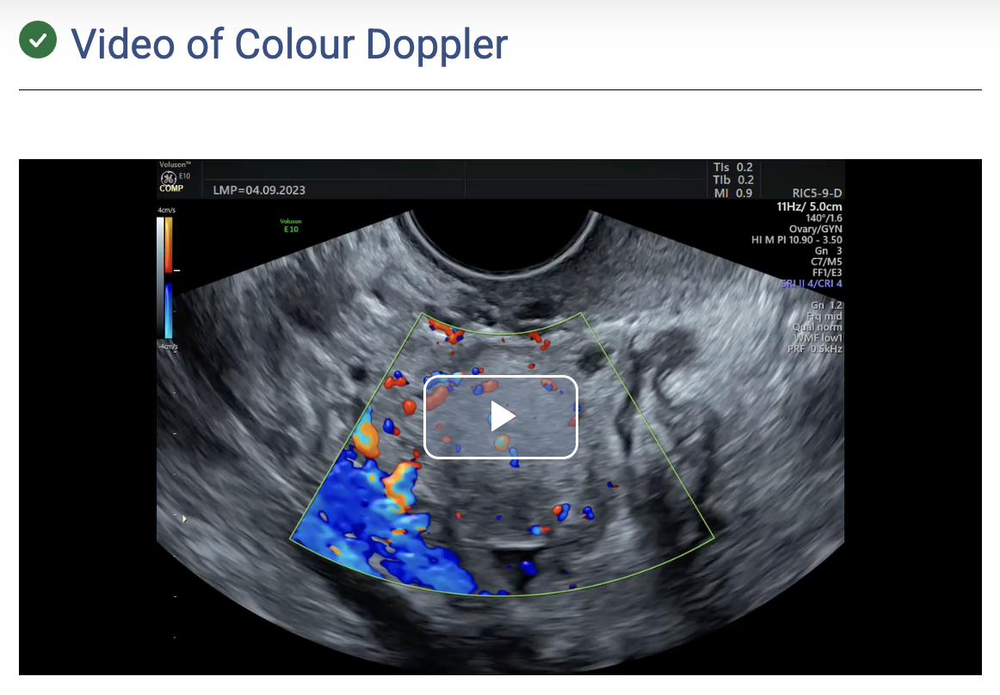 Video of Colour Doppler
Voluson™
E10
COMP
LMP=04.09.2023
TIs 0.2
TIb 0.2
MI 0.9
RIC5-9-D
4cm/s
Voluson
E 10
11Hz/ 5.0cm
140°/1.6
Ovary/GYN
HI M PI 10.90 - 3.50
Gn 3
C7/M5
FF1/E3
SRI II 4/CRI 4
Gn 1.2
Frq mid
Qual norm
WMF low1
PRF 0.5kHz
-4cm/s